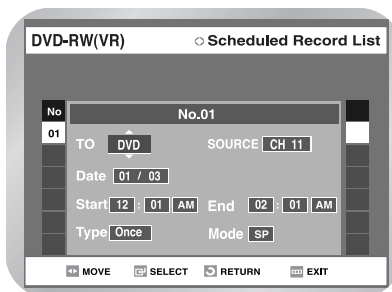 DVD-RW(VR) Scheduled Record List
No No.01
01
TO DVD SOURCE CH 11
Date 01 / 03
Start 12 : 01 AM End 02 : 01 AM
Type Once Mode SP
MOVE SELECT RETURN EXIT